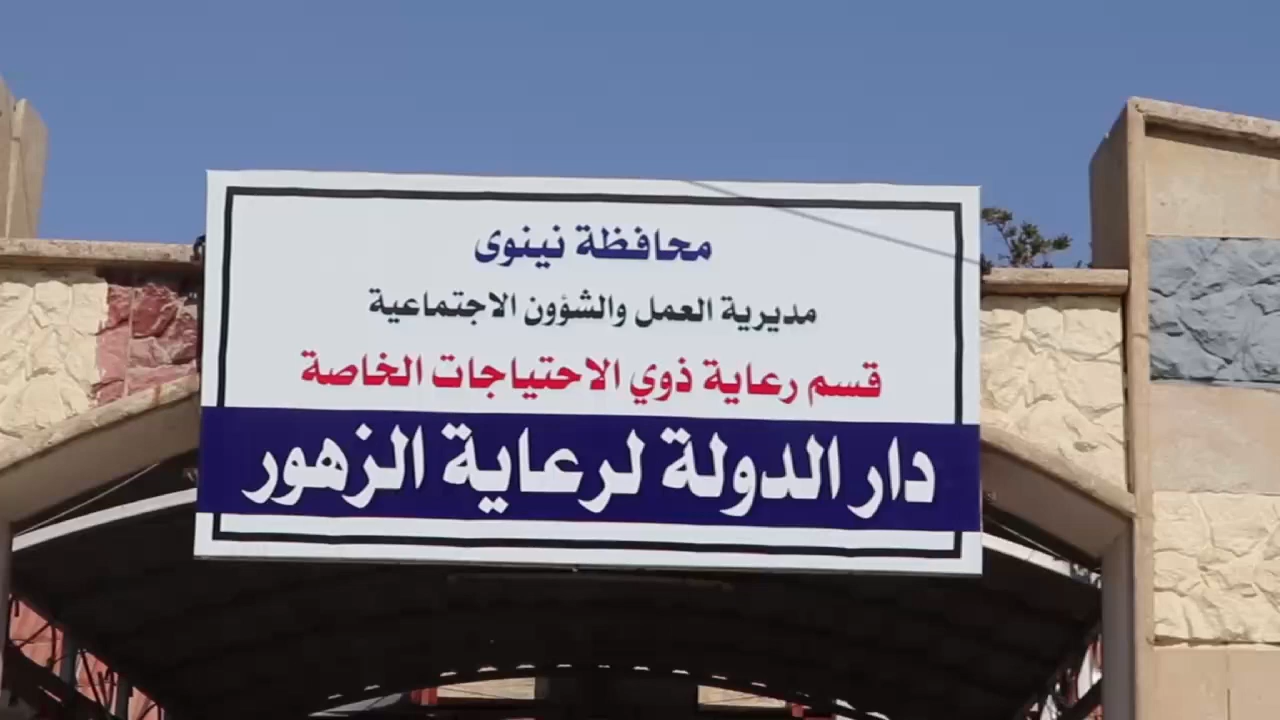 محافظة نينوى
مديرية العمل والشؤون الاجتماعية
قسم رعاية ذوي الاحتياجات الخاصة
دار الدولة لرعاية الزهور